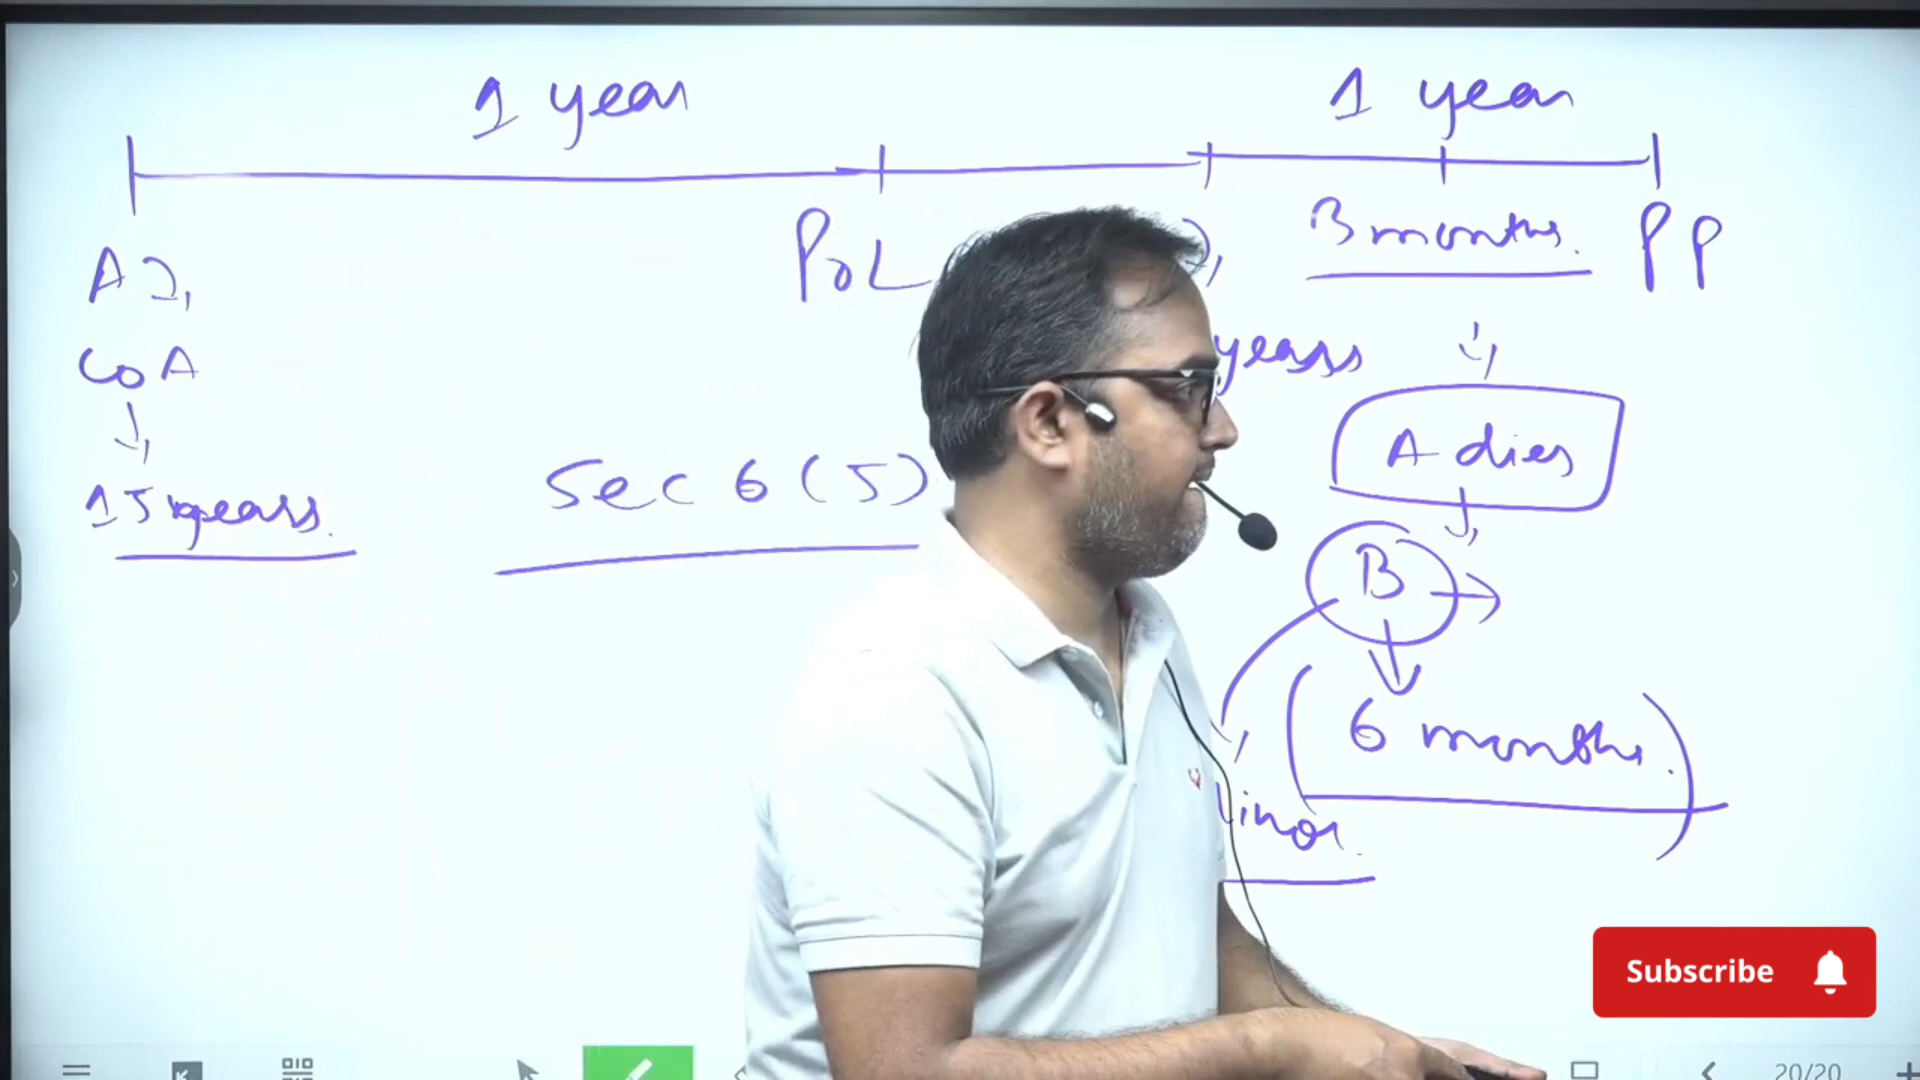 1 year
1 year
PoL
3 months.
PP
A
CoA
years
15 years.
Sec 6 (5)
A dies
B
(6 months.)
Subscribe
20/20